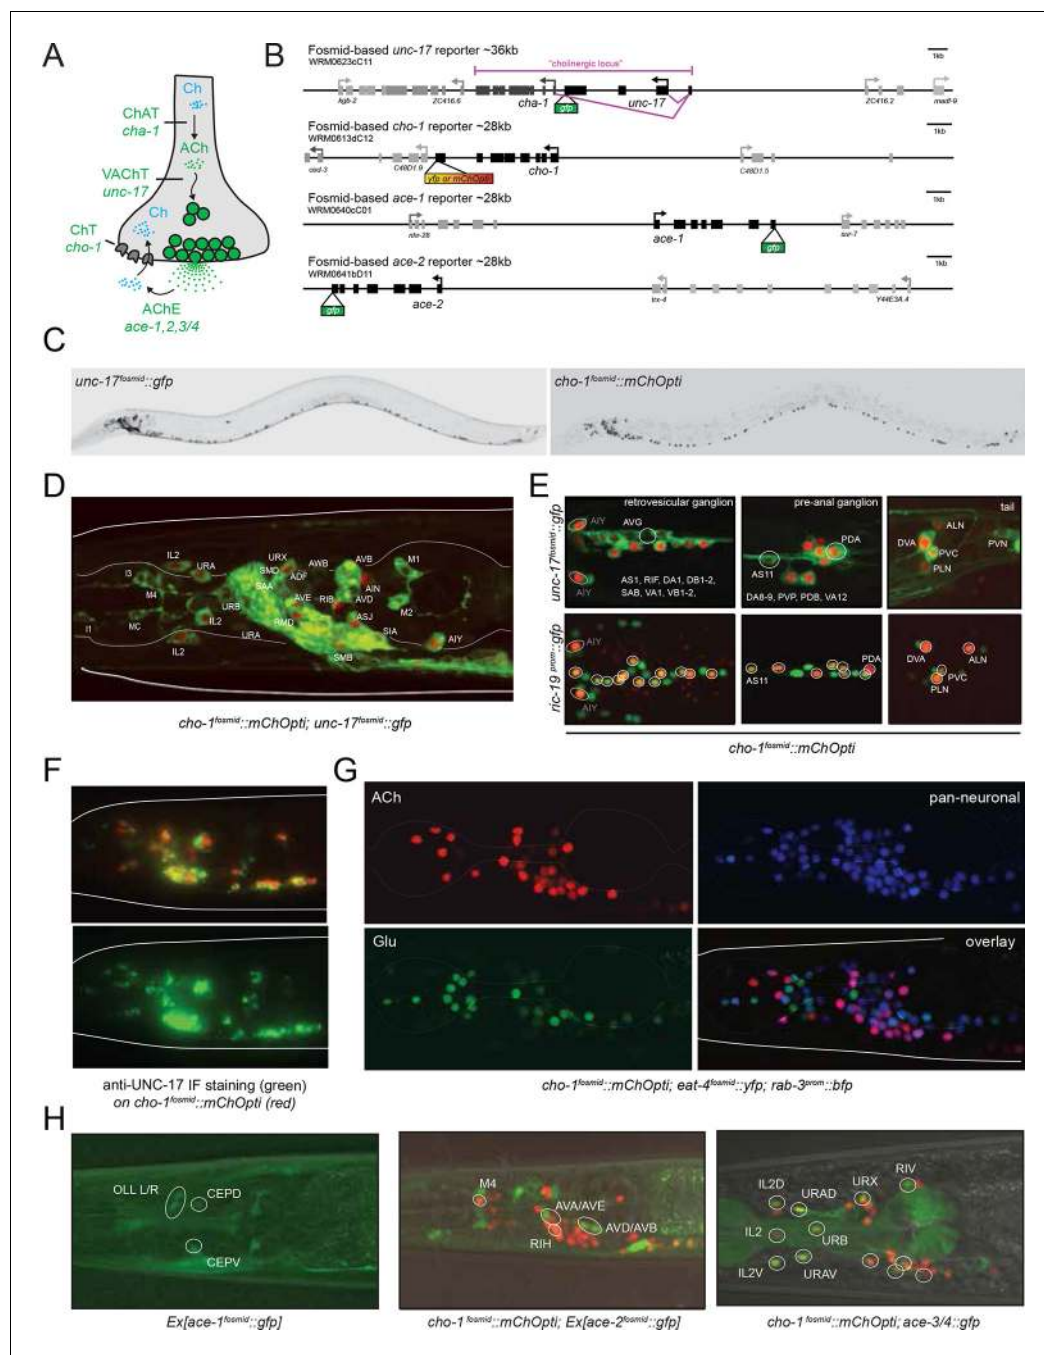 A
Ch
ChAT
cha-1
ACh
VAChT
unc-17
Ch
ChT
cho-1
AChE
ace-1,2,3/4
B
Fosmid-based unc-17 reporter ~36kb
WRM0623cC11
"cholinergic locus"
1kb
ZC416.6
cha-1
gfp
unc-17
ZC416.2
Fosmid-based cho-1 reporter ~28kb
WRM0613dC12
1kb
C48D1.9
yfp or mChOpti
cho-1
C48D1.5
Fosmid-based ace-1 reporter ~28kb
WRM0640cC01
1kb
ace-1
gfp
Fosmid-based ace-2 reporter ~28kb
WRM0641bD11
1kb
gfp
ace-2
Y44E3A.4
C
unc-17fosmid::gfp
cho-1fosmid::mChOpti
D
IL2
URA
URX
SMD
ADF
AWB
AVB
M1
I3
M4
SAA
AIN
URB
AVE
RIB
AVD
I1
MC
IL2
RMD
ASJ
M2
URA
SIA
AIY
IL2
SMB
cho-1fosmid::mChOpti; unc-17fosmid::gfp
E
unc-17fosmid::gfp
retrovesicular ganglion
pre-anal ganglion
tail
AIY
AVG
PDA
ALN
DVA
PVN
PVC
PLN
AIY
AS1, RIF, DA1, DB1-2,
SAB, VA1, VB1-2,
AS11
DA8-9, PVP, PDB, VA12
ric-19prom::gfp
AIY
AIY
AS11
PDA
DVA
ALN
PVC
PLN
cho-1fosmid::mChOpti
F
anti-UNC-17 IF staining (green)
on cho-1fosmid::mChOpti (red)
G
ACh
pan-neuronal
Glu
overlay
cho-1fosmid::mChOpti; eat-4fosmid::yfp; rab-3prom::bfp
H
OLL L/R
CEPD
CEPV
Ex[ace-1fosmid::gfp]
M4
AVA/AVE
AVD/AVB
RIH
cho-1fosmid::mChOpti; Ex[ace-2fosmid::gfp]
IL2D
URAD
URX
RIV
IL2
URB
IL2V
URAV
cho-1fosmid::mChOpti; ace-3/4::gfp